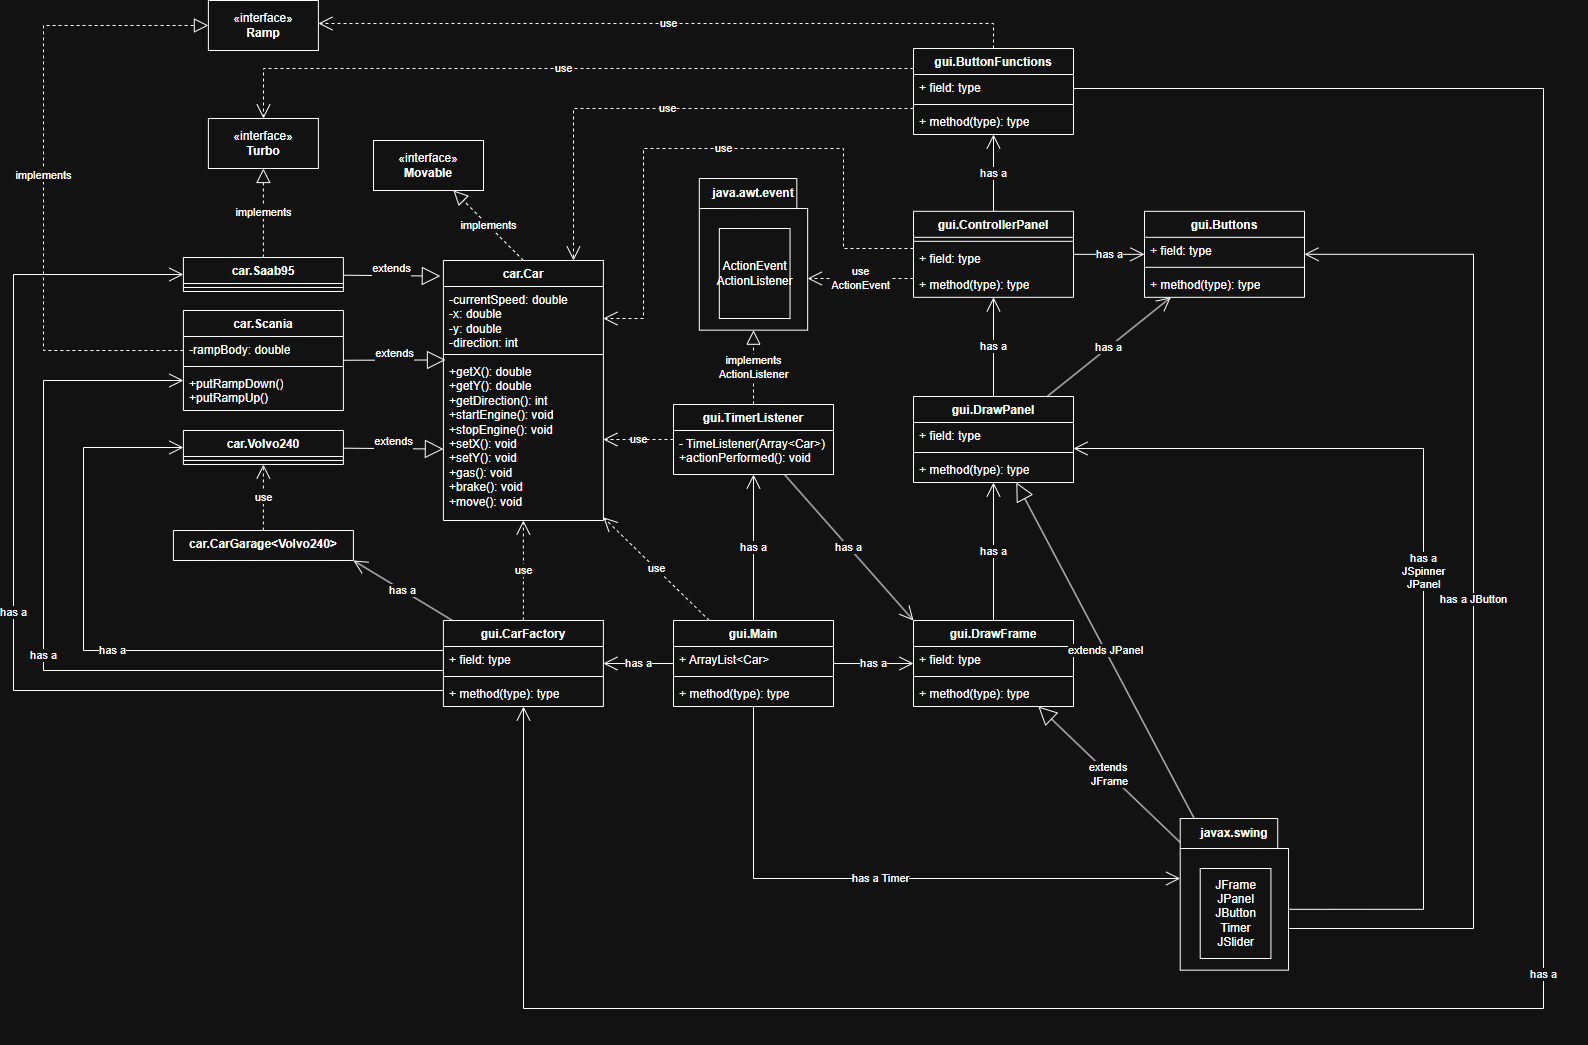 «interface»
Ramp
use
gui.ButtonFunctions
+ field: type
+ method(type): type
use
use
«interface»
Turbo
«interface»
Movable
use
implements
has a
implements
implements
java.awt.event
ActionEvent
ActionListener
gui.ControllerPanel
+ field: type
+ method(type): type
has a
gui.Buttons
+ field: type
+ method(type): type
use
ActionEvent
car.Saab95
extends
car.Car
-currentSpeed: double
-x: double
-y: double
-direction: int
+getX(): double
+getY(): double
+getDirection(): int
+startEngine(): void
+stopEngine(): void
+setX(): void
+setY(): void
+gas(): void
+brake(): void
+move(): void
car.Scania
-rampBody: double
+putRampDown()
+putRampUp()
extends
implements
ActionListener
has a
has a
gui.TimerListener
- TimeListener(Array<Car>)
+actionPerformed(): void
use
gui.DrawPanel
+ field: type
+ method(type): type
car.Volvo240
extends
use
car.CarGarage<Volvo240>
has a
use
use
has a
has a
has a
has a
JSpinner
JPanel
has a JButton
has a
has a
has a
gui.CarFactory
+ field: type
+ method(type): type
has a
gui.Main
+ ArrayList<Car>
+ method(type): type
has a
gui.DrawFrame
+ field: type
+ method(type): type
extends JPanel
extends
JFrame
javax.swing
JFrame
JPanel
JButton
Timer
JSlider
has a Timer
has a